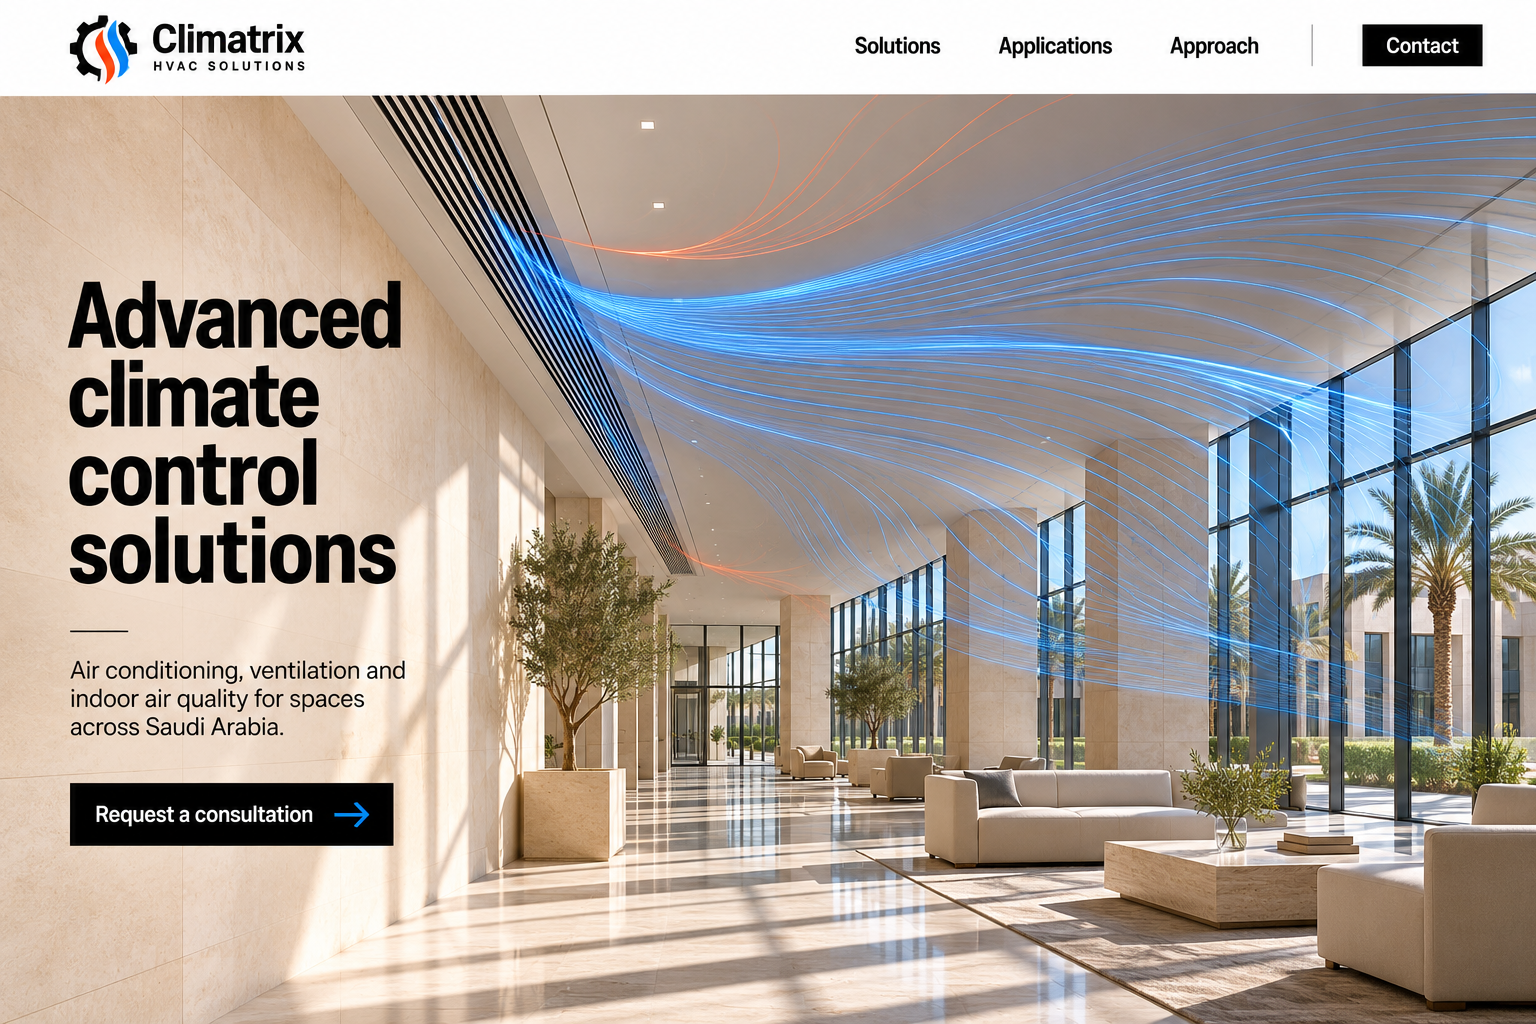 Climatrix
HVAC SOLUTIONS
Solutions
Applications
Approach
Contact
Advanced
climate
control
solutions
Air conditioning, ventilation and
indoor air quality for spaces
across Saudi Arabia.
Request a consultation